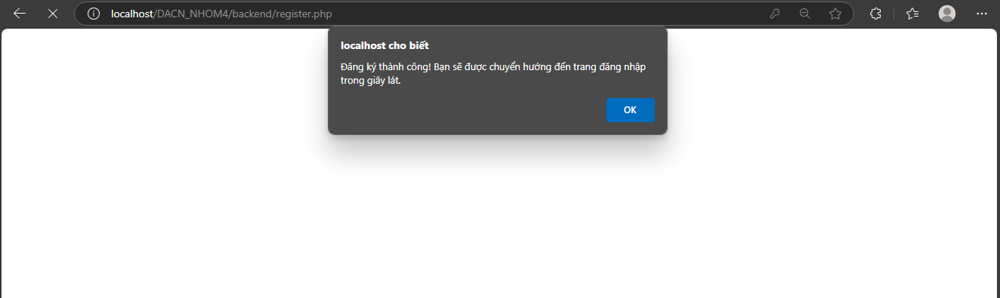 localhost/DACN_NHOM4/backend/register.php
localhost cho biết
Đăng ký thành công! Bạn sẽ được chuyển hướng đến trang đăng nhập
trong giây lát.
OK